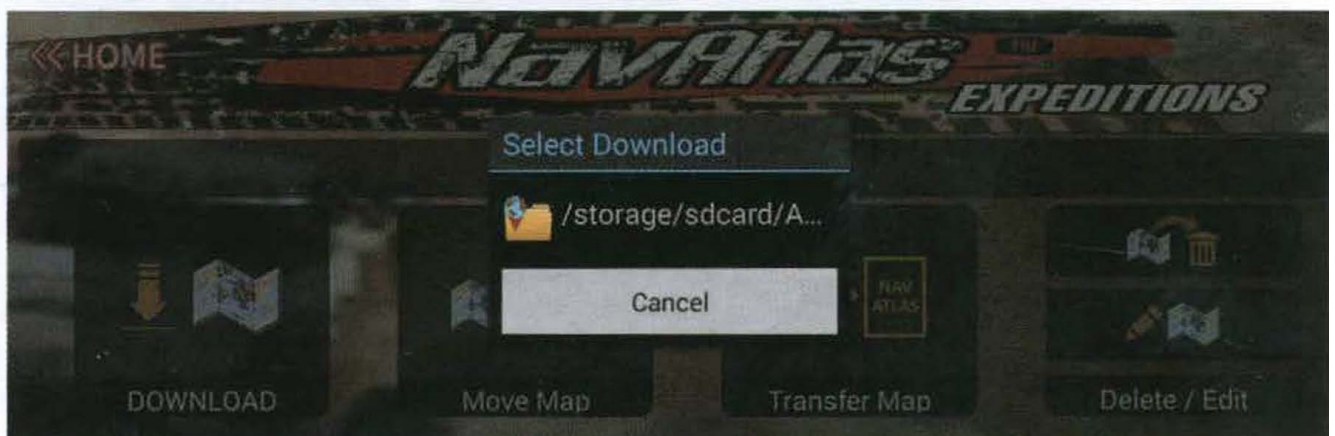 <<HOME
NavAtlas
EXPEDITIONS
Select Download
/storage/sdcard/A...
Cancel
NAV
ATLAS
DOWNLOAD
Move Map
Transfer Map
Delete / Edit